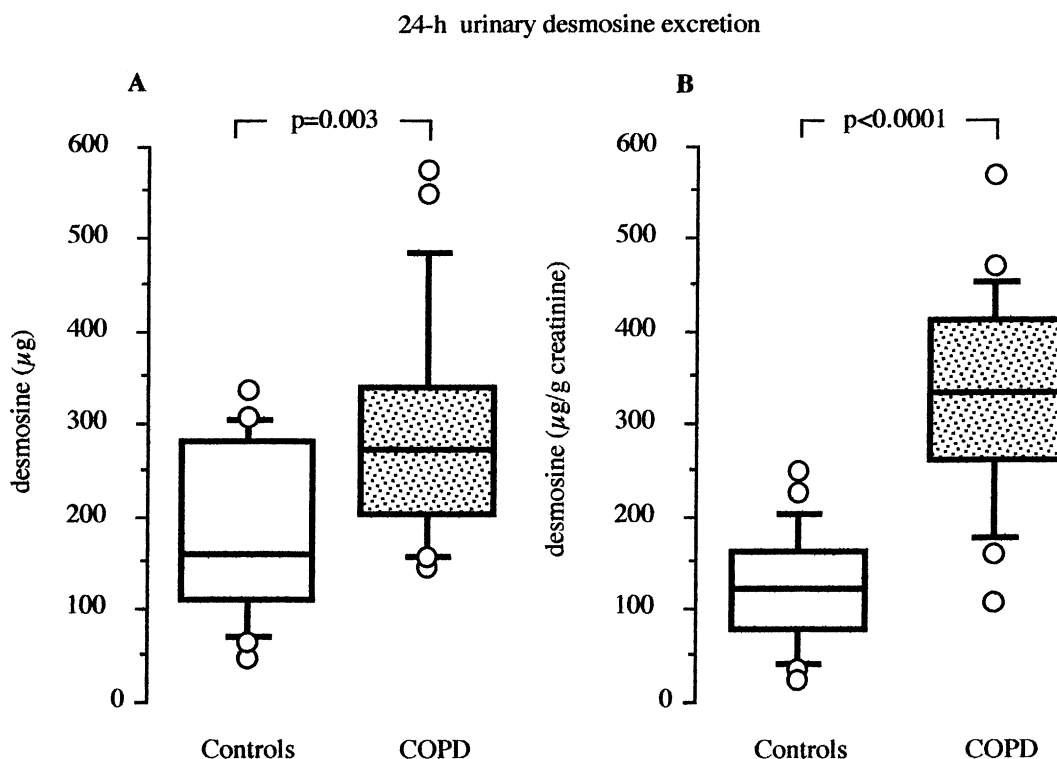 24-h urinary desmosine excretion
A
p=0.003
600
500
400
300
200
100
0
desmosine (µg)
Controls
COPD
B
p<0.0001
600
500
400
300
200
100
0
desmosine (µg/g creatinine)
Controls
COPD